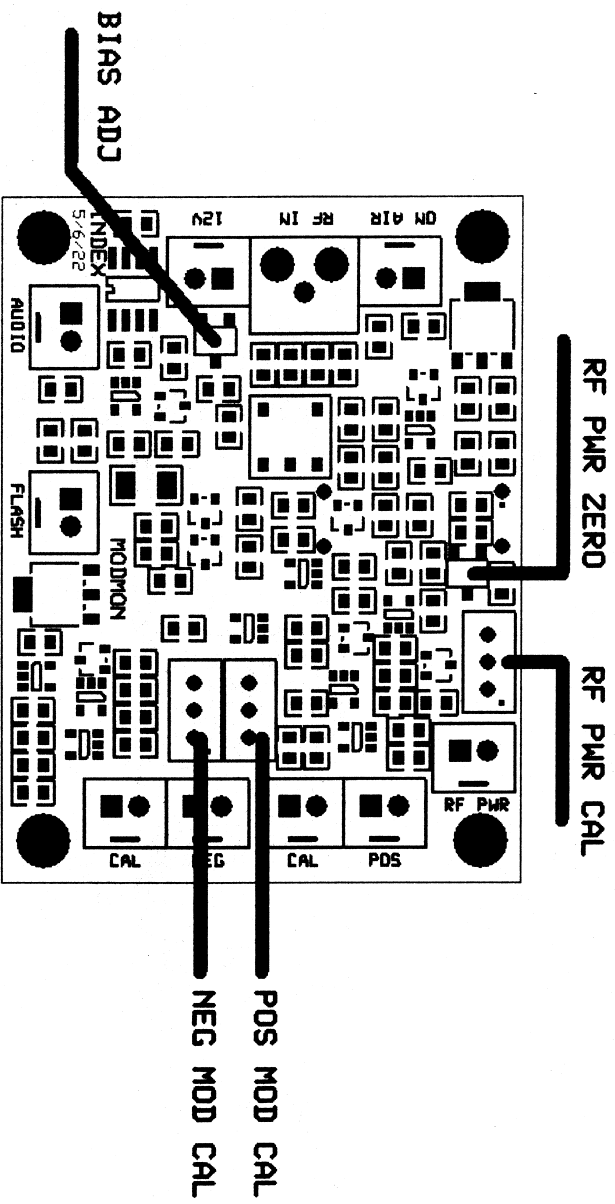 BIAS ADJ
INDEX
5/6/22
12V
RF IN
ON AIR
AUDIO
RF PWR ZERO
FLASH
MODMON
RF PWR CAL
RF PWR
CAL
NEG
CAL
POS
NEG MOD CAL
POS MOD CAL